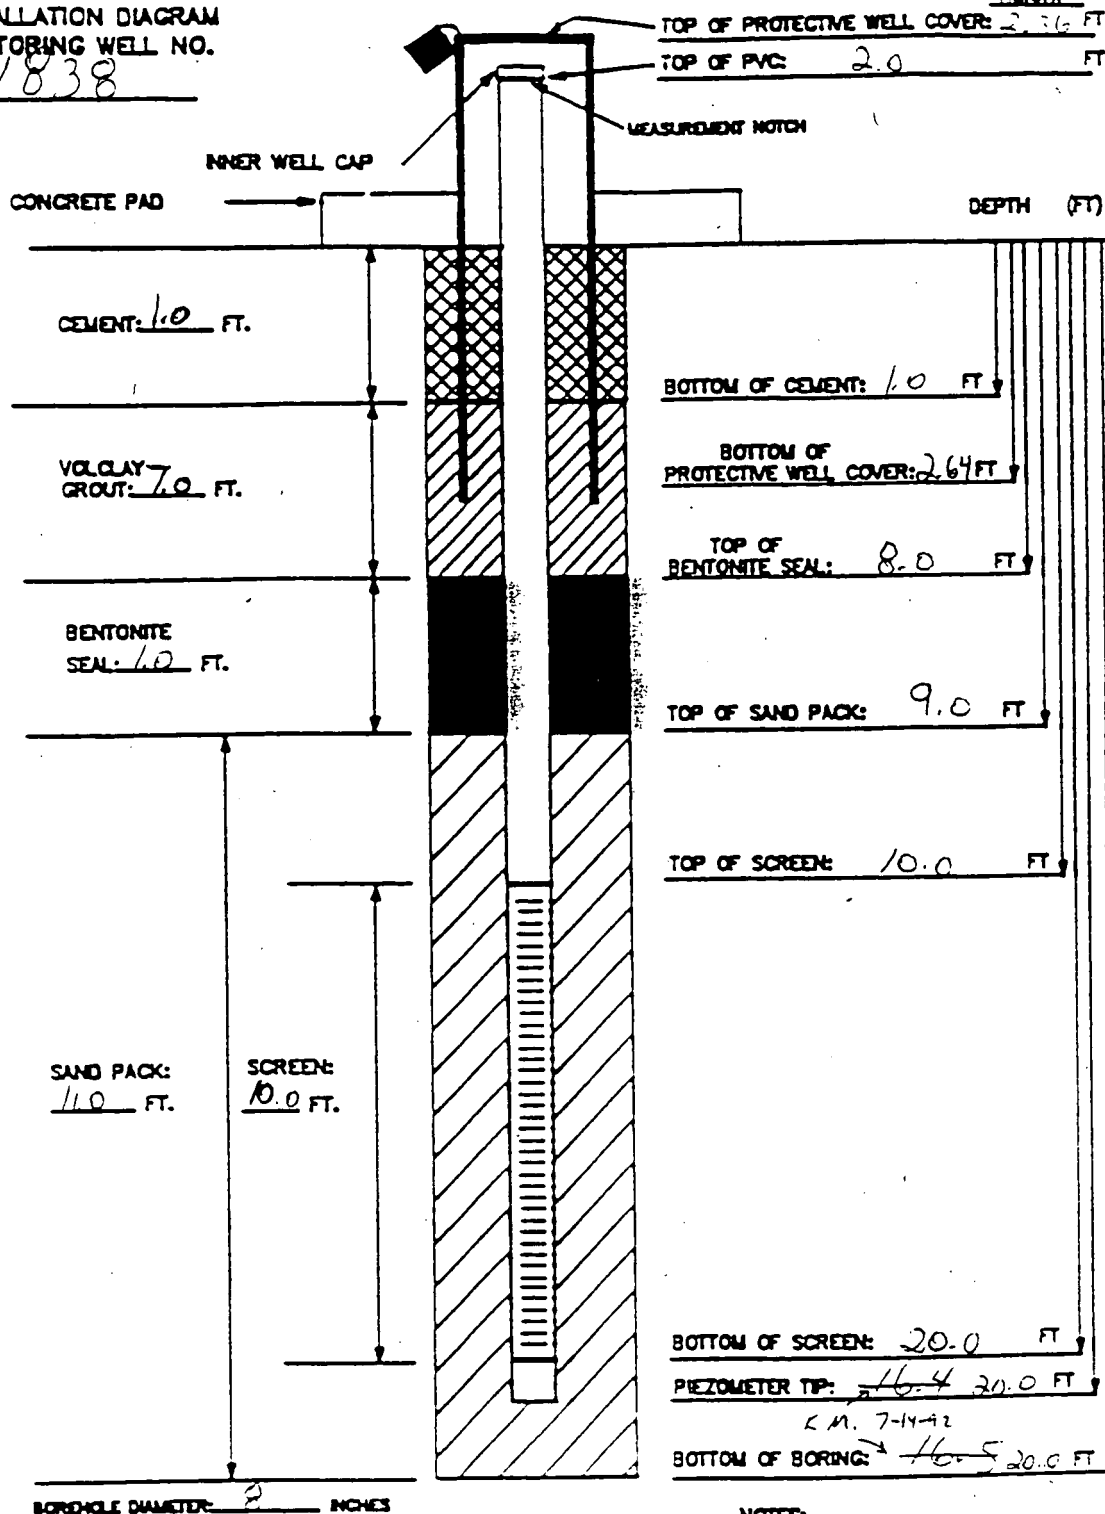 ALLATION DIAGRAM
TORING WELL NO.
1838
TOP OF PROTECTIVE WELL COVER: 2.36 FT
TOP OF PVC: 2.0 FT
MEASUREMENT NOTCH
INNER WELL CAP
CONCRETE PAD
DEPTH (FT)
CEMENT: 1.0 FT.
BOTTOM OF CEMENT: 1.0 FT
VOLCLAY
GROUT: 7.0 FT.
BOTTOM OF
PROTECTIVE WELL COVER: 2.64 FT
TOP OF
BENTONITE SEAL: 8.0 FT
BENTONITE
SEAL: 1.0 FT.
TOP OF SAND PACK: 9.0 FT
TOP OF SCREEN: 10.0 FT
SAND PACK:
11.0 FT.
SCREEN:
10.0 FT.
BOTTOM OF SCREEN: 20.0 FT
PIEZOMETER TIP: 16.4 20.0 FT
K.M. 7-14-92
BOTTOM OF BORING: 16.5 20.0 FT
BOREHOLE DIAMETER: 8 INCHES
NOTES: